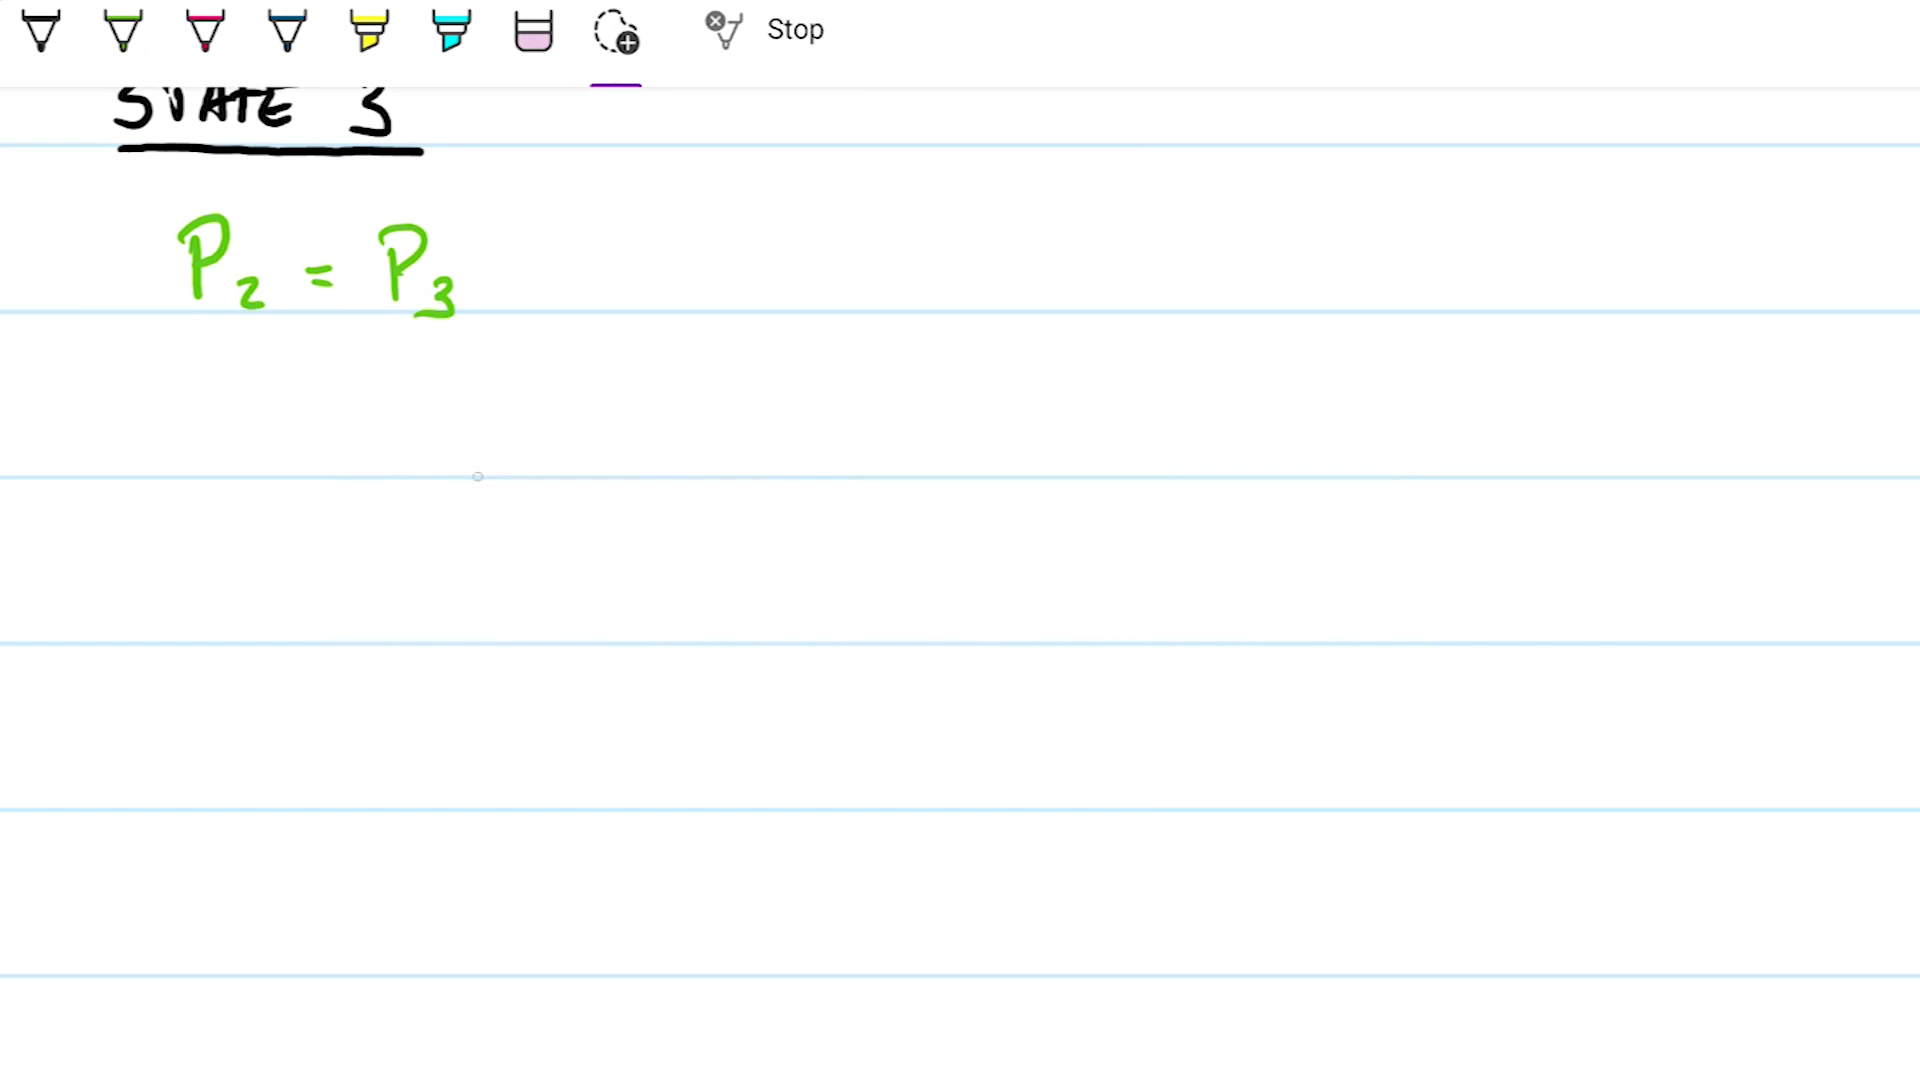 Stop
STATE 3
P₂ = P₃